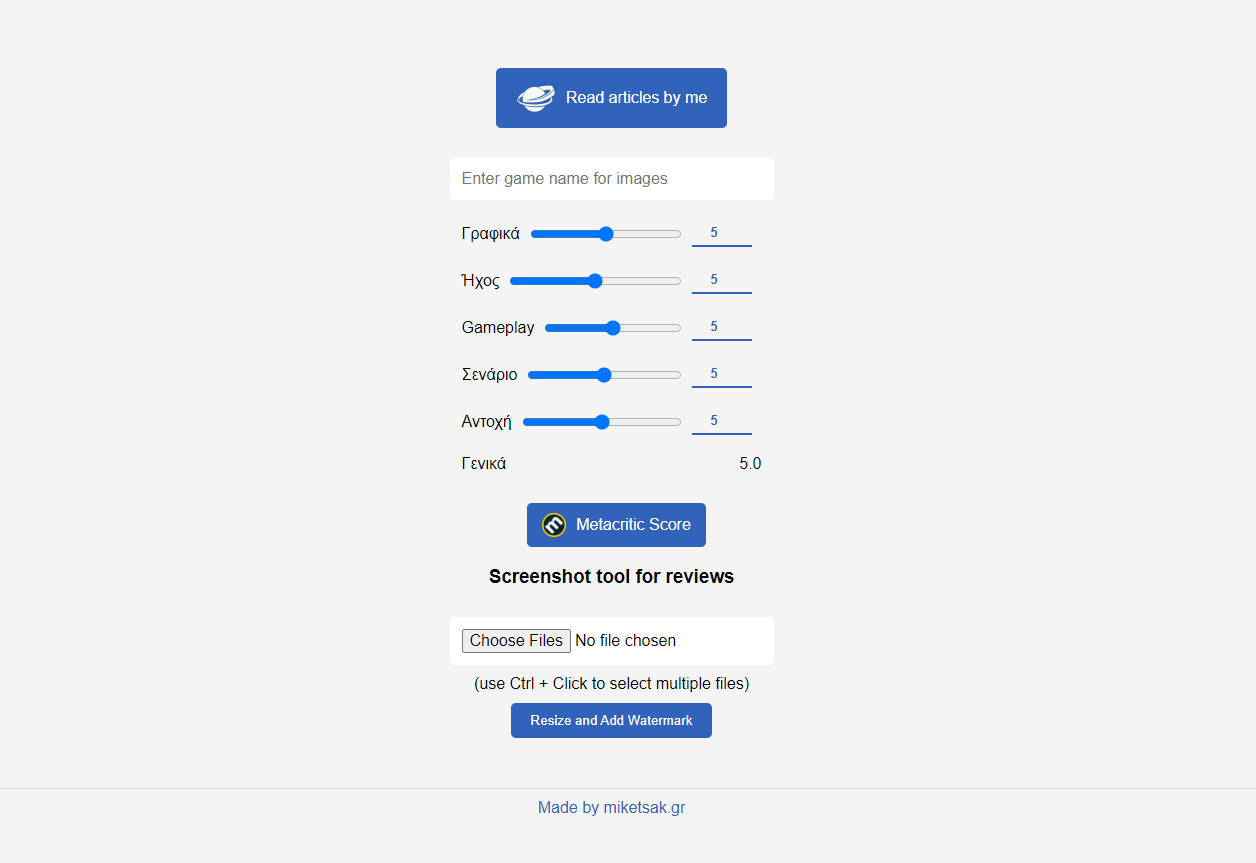 Read articles by me
Enter game name for images
Γραφικά 5
Ήχος 5
Gameplay 5
Σενάριο 5
Αντοχή 5
Γενικά 5.0
Metacritic Score
Screenshot tool for reviews
Choose Files No file chosen
(use Ctrl + Click to select multiple files)
Resize and Add Watermark
Made by miketsak.gr